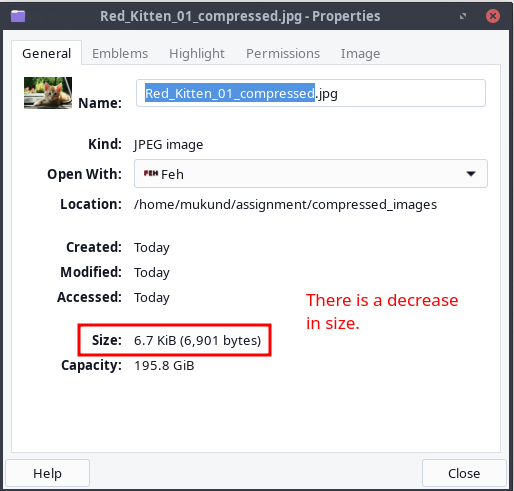 Red_Kitten_01_compressed.jpg - Properties
General Emblems Highlight Permissions Image
Name: Red_Kitten_01_compressed.jpg
Kind: JPEG image
Open With: FEH Feh
Location: /home/mukund/assignment/compressed_images
Created: Today
Modified: Today
Accessed: Today
There is a decrease
in size.
Size: 6.7 KiB (6,901 bytes)
Capacity: 195.8 GiB
Help Close